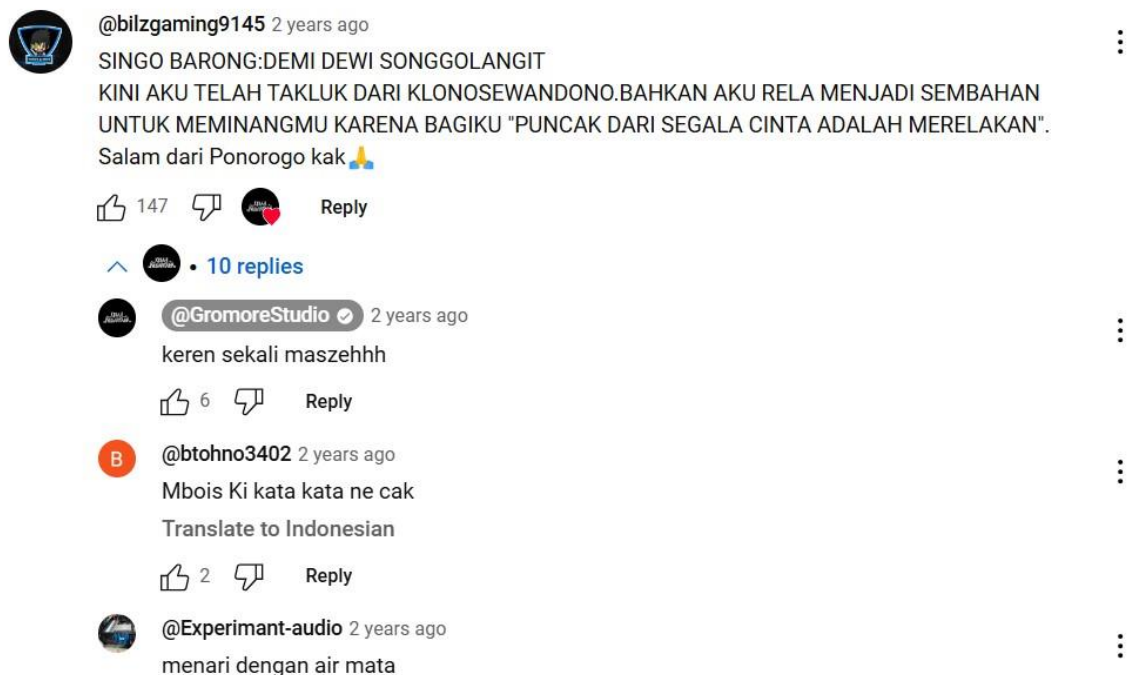 @bilzgaming9145 2 years ago
SINGO BARONG:DEMI DEWI SONGGOLANGIT
KINI AKU TELAH TAKLUK DARI KLONOSEWANDONO.BAHKAN AKU RELA MENJADI SEMBAHAN
UNTUK MEMINANGMU KARENA BAGIKU "PUNCAK DARI SEGALA CINTA ADALAH MERELAKAN".
Salam dari Ponorogo kak🙏
147 Reply
• 10 replies
@GromoreStudio 2 years ago
keren sekali maszehhh
6 Reply
B @btohno3402 2 years ago
Mbois Ki kata kata ne cak
Translate to Indonesian
2 Reply
@Experimant-audio 2 years ago
menari dengan air mata